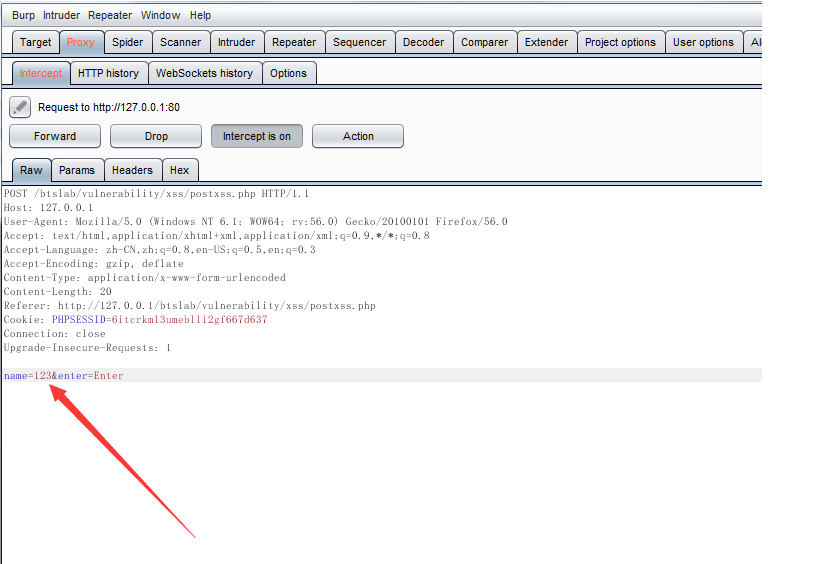 Burp Intruder Repeater Window Help
Target Proxy Spider Scanner Intruder Repeater Sequencer Decoder Comparer Extender Project options User options
Intercept HTTP history WebSockets history Options
Request to http://127.0.0.1:80
Forward Drop Intercept is on Action
Raw Params Headers Hex
POST /btslab/vulnerability/xss/postxss.php HTTP/1.1
Host: 127.0.0.1
User-Agent: Mozilla/5.0 (Windows NT 6.1; WOW64; rv:56.0) Gecko/20100101 Firefox/56.0
Accept: text/html,application/xhtml+xml,application/xml;q=0.9,*/*;q=0.8
Accept-Language: zh-CN,zh;q=0.8,en-US;q=0.5,en;q=0.3
Accept-Encoding: gzip, deflate
Content-Type: application/x-www-form-urlencoded
Content-Length: 20
Referer: http://127.0.0.1/btslab/vulnerability/xss/postxss.php
Cookie: PHPSESSID=6itcrkml3umeblli2gf667d637
Connection: close
Upgrade-Insecure-Requests: 1
name=123&enter=Enter